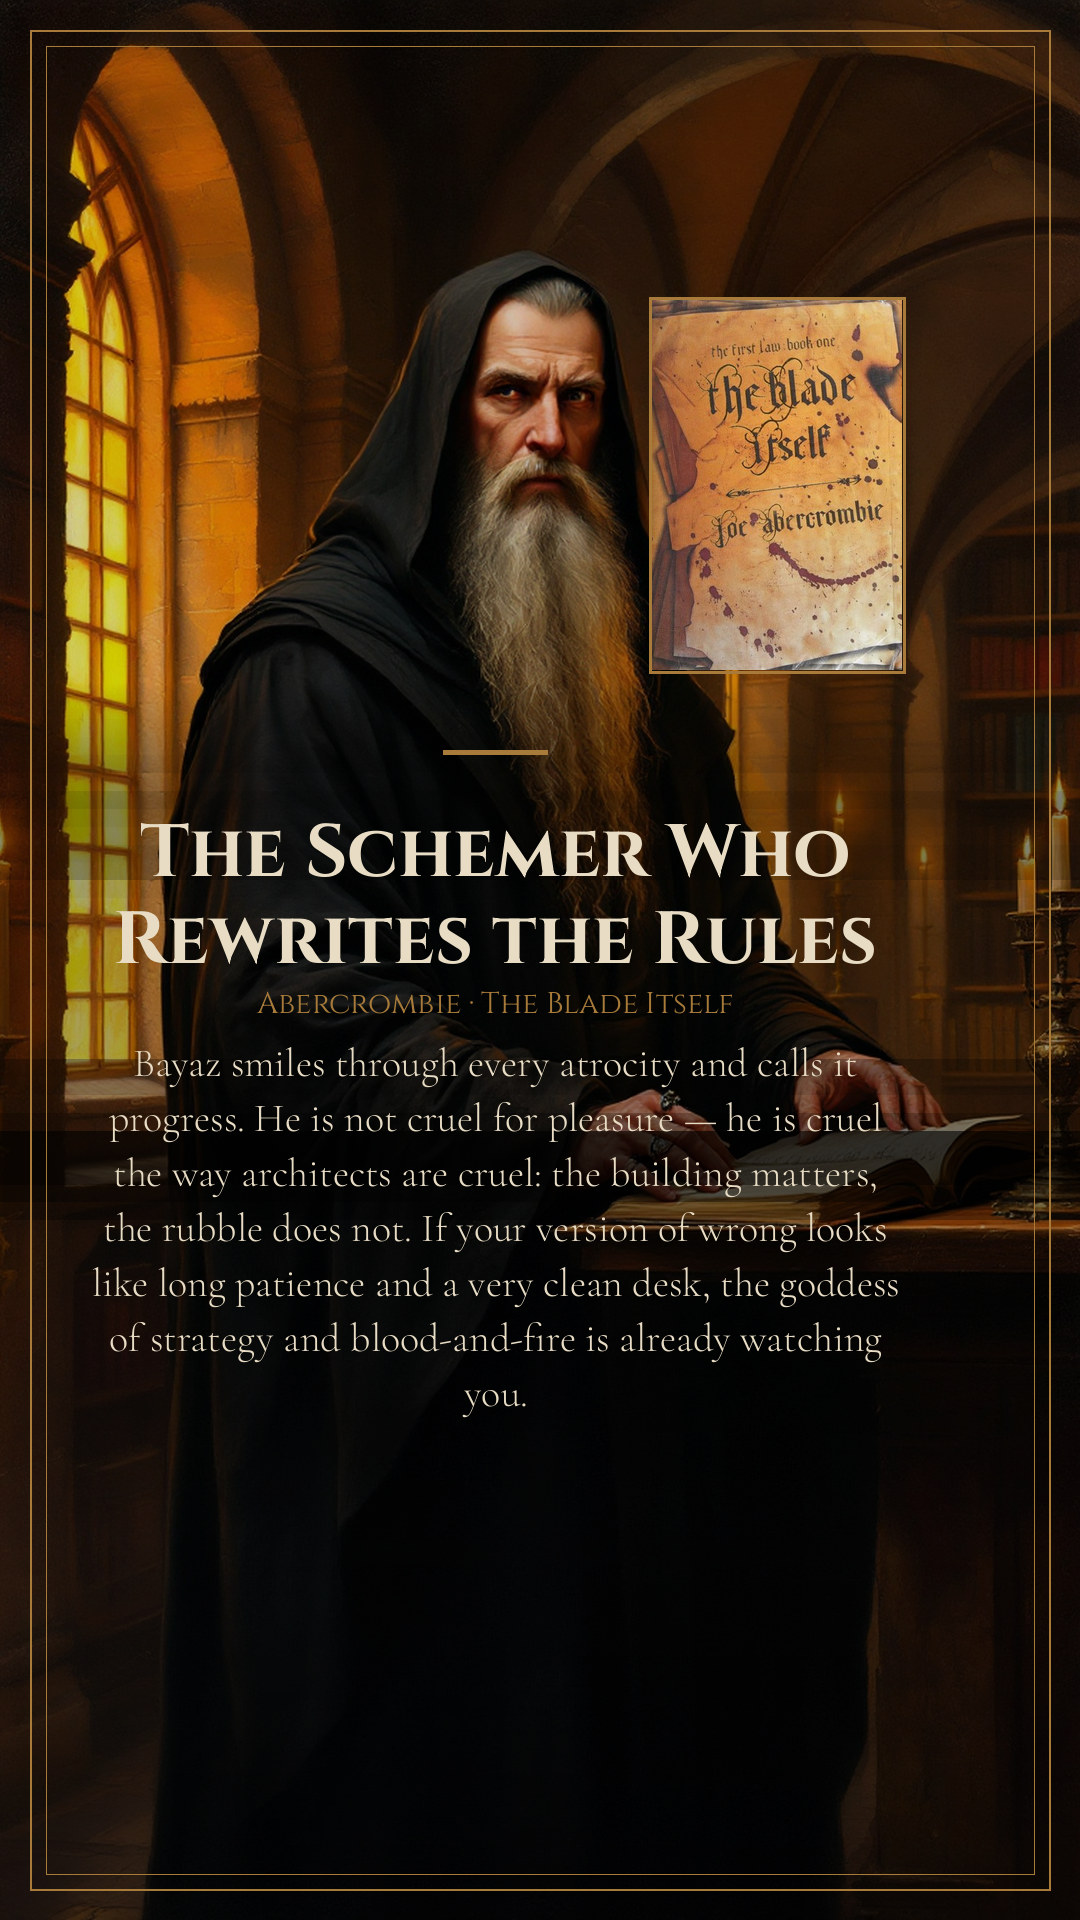 the first law : book one
the blade
itself
joe abercrombie
The Schemer Who
Rewrites the Rules
Abercrombie · The Blade Itself
Bayaz smiles through every atrocity and calls it
progress. He is not cruel for pleasure — he is cruel
the way architects are cruel: the building matters,
the rubble does not. If your version of wrong looks
like long patience and a very clean desk, the goddess
of strategy and blood-and-fire is already watching
you.